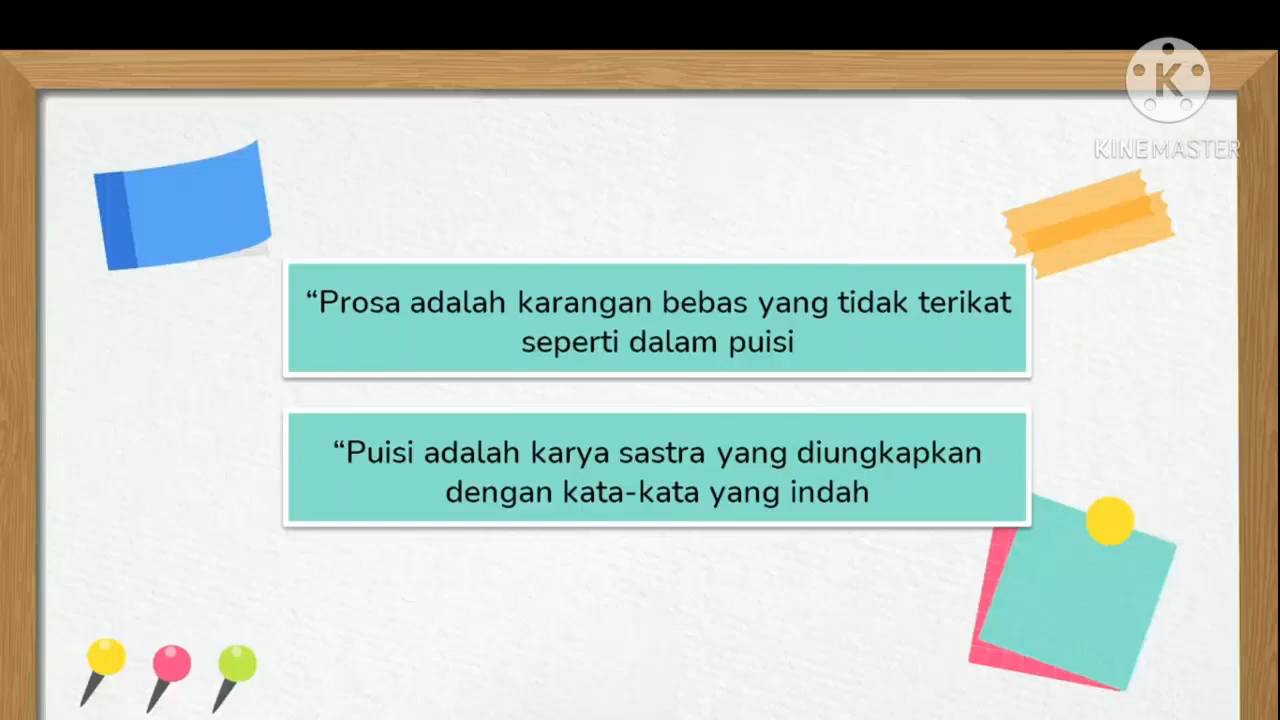 K
KINEMASTER
“Prosa adalah karangan bebas yang tidak terikat
seperti dalam puisi
“Puisi adalah karya sastra yang diungkapkan
dengan kata-kata yang indah